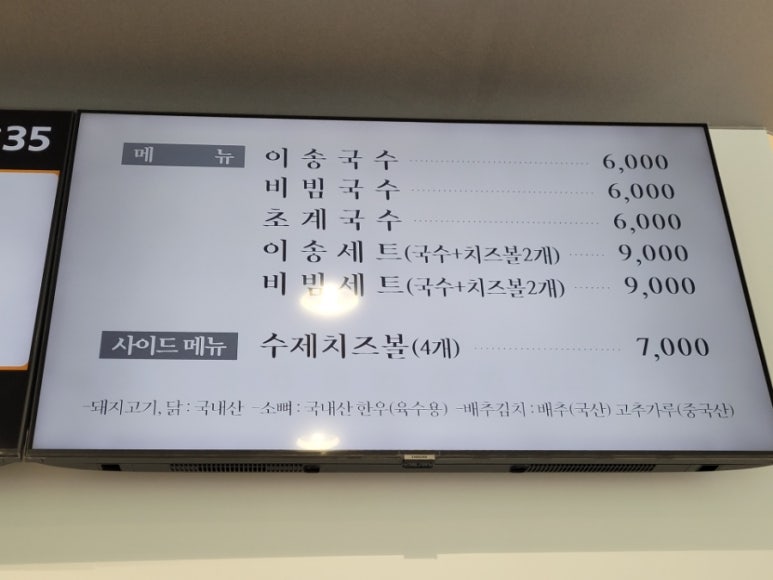 35
메 뉴 이송국수 6,000
비빔국수 6,000
초계국수 6,000
이송세트(국수+치즈볼2개) 9,000
비빔세트(국수+치즈볼2개) 9,000
사이드 메뉴 수제치즈볼(4개) 7,000
-돼지고기, 닭 : 국내산 -소뼈 : 국내산 한우(육수용) -배추김치 : 배추(국산) 고추가루(중국산)